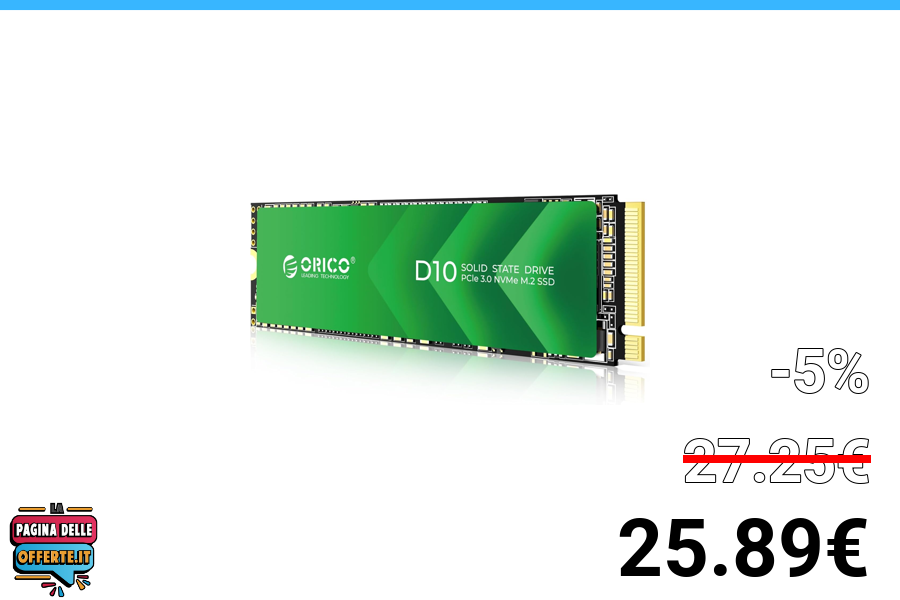 ORICO®
LEADING TECHNOLOGY
D10
SOLID STATE DRIVE
PCIe 3.0 NVMe M.2 SSD
-5%
27.25€
25.89€
LA
PAGINA DELLE
OFFERTE.IT